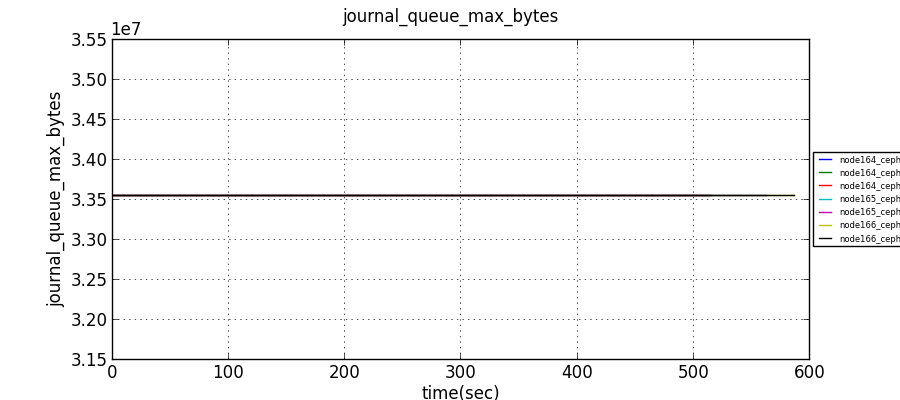 journal_queue_max_bytes
1e7
3.55
3.50
3.45
3.40
3.35
3.30
3.25
3.20
3.15
journal_queue_max_bytes
0 100 200 300 400 500 600
time(sec)
node164_ceph
node164_ceph
node164_ceph
node165_ceph
node165_ceph
node166_ceph
node166_ceph